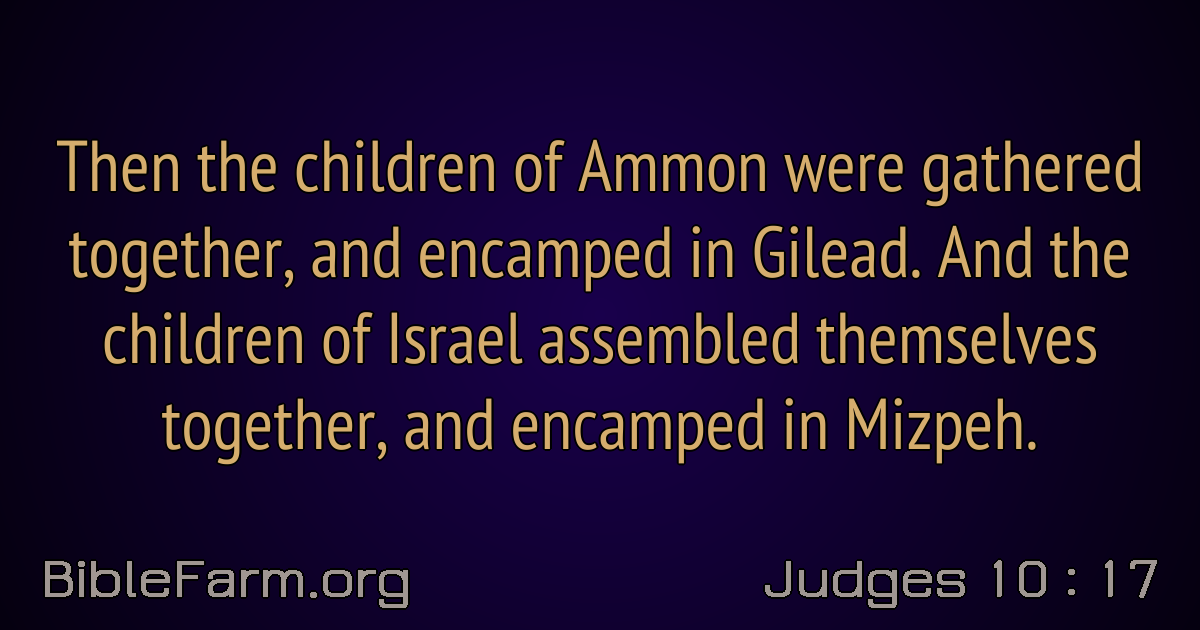 Then the children of Ammon were gathered
together, and encamped in Gilead. And the
children of Israel assembled themselves
together, and encamped in Mizpeh.
BibleFarm.org
Judges 10 : 17